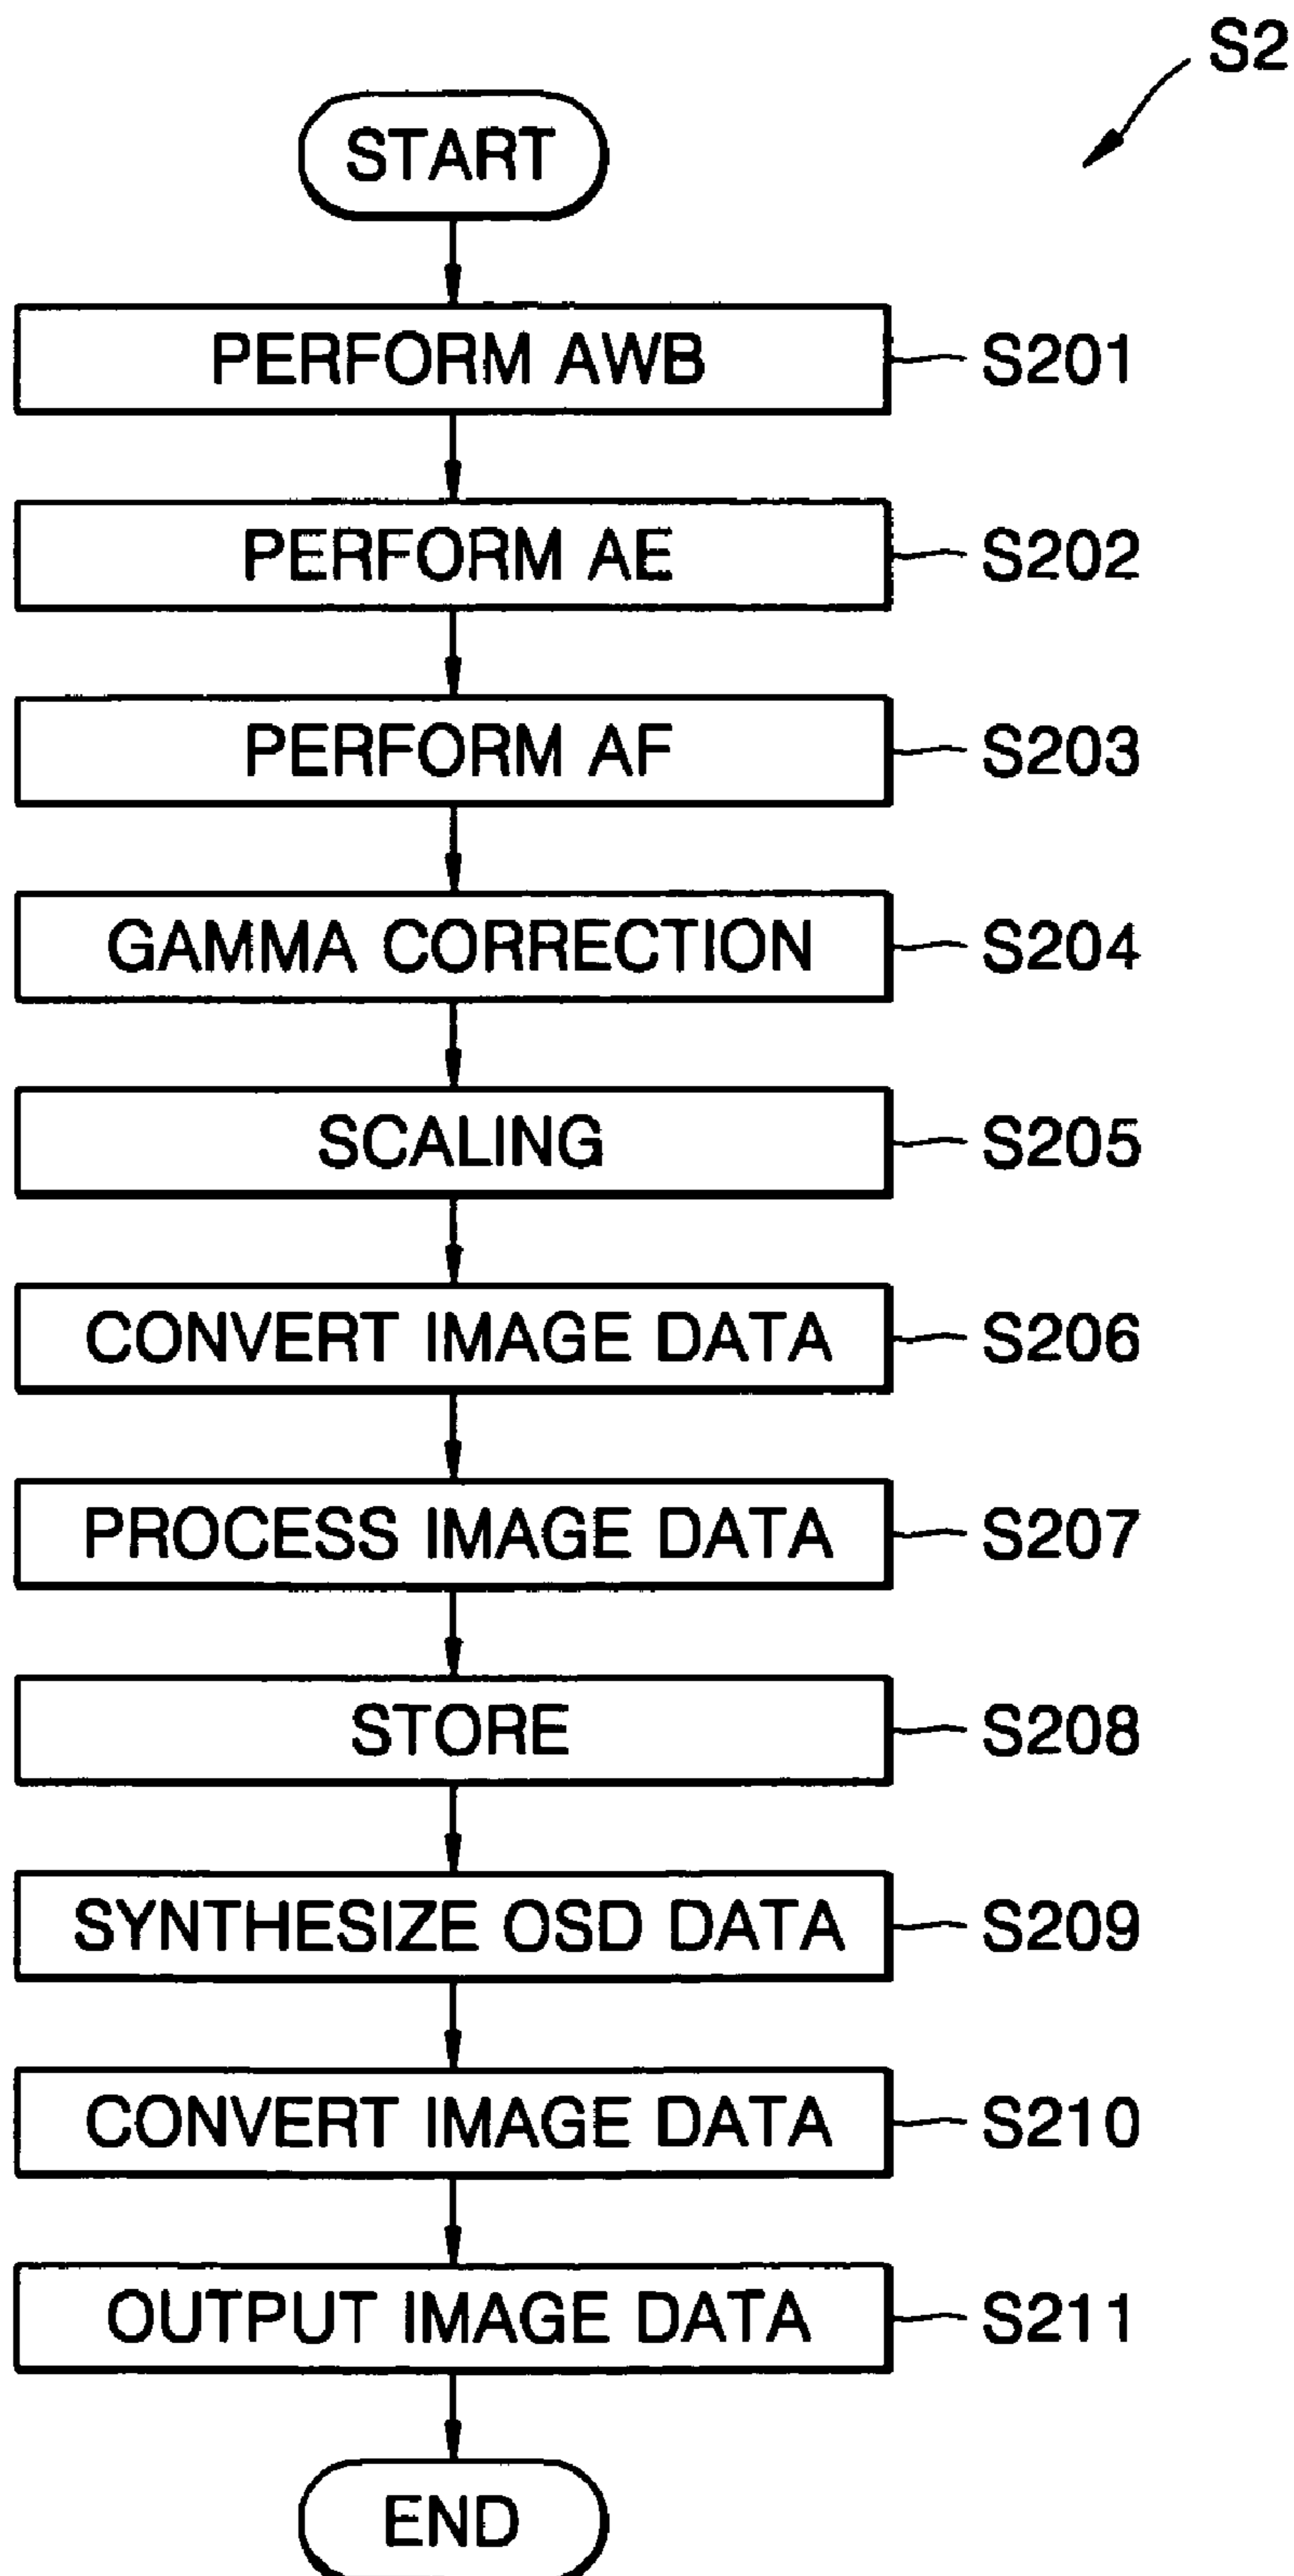 S2
START
PERFORM AWB S201
PERFORM AE S202
PERFORM AF S203
GAMMA CORRECTION S204
SCALING S205
CONVERT IMAGE DATA S206
PROCESS IMAGE DATA S207
STORE S208
SYNTHESIZE OSD DATA S209
CONVERT IMAGE DATA S210
OUTPUT IMAGE DATA S211
END